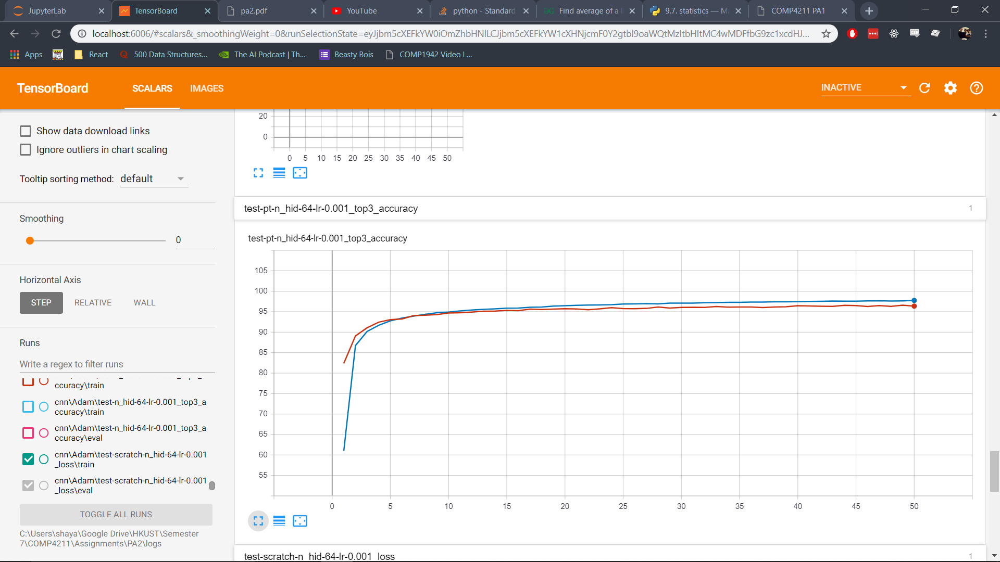 JupyterLab
TensorBoard
pa2.pdf
YouTube
python - Standard
Find average of a l
9.7. statistics — M
COMP4211 PA1
localhost:6006/#scalars&_smoothingWeight=0&runSelectionState=
Apps
React
500 Data Structures...
The AI Podcast | Th...
Beasty Bois
COMP1942 Video L...
TensorBoard
SCALARS
IMAGES
INACTIVE
Show data download links
Ignore outliers in chart scaling
Tooltip sorting method: default
Smoothing
0
Horizontal Axis
STEP RELATIVE WALL
Runs
Write a regex to filter runs
ccuracy\train
cnn\Adam\test-n_hid-64-lr-0.001_top3_a
ccuracy\train
cnn\Adam\test-n_hid-64-lr-0.001_top3_a
ccuracy\eval
cnn\Adam\test-scratch-n_hid-64-lr-0.001
_loss\train
cnn\Adam\test-scratch-n_hid-64-lr-0.001
_loss\eval
TOGGLE ALL RUNS
C:\Users\shaya\Google Drive\HKUST\Semester
7\COMP4211\Assignments\PA2\logs
20
0
0 5 10 15 20 25 30 35 40 45 50
test-pt-n_hid-64-lr-0.001_top3_accuracy
1
test-pt-n_hid-64-lr-0.001_top3_accuracy
105
100
95
90
85
80
75
70
65
60
55
0 5 10 15 20 25 30 35 40 45 50
test-scratch-n_hid-64-lr-0.001_loss
1